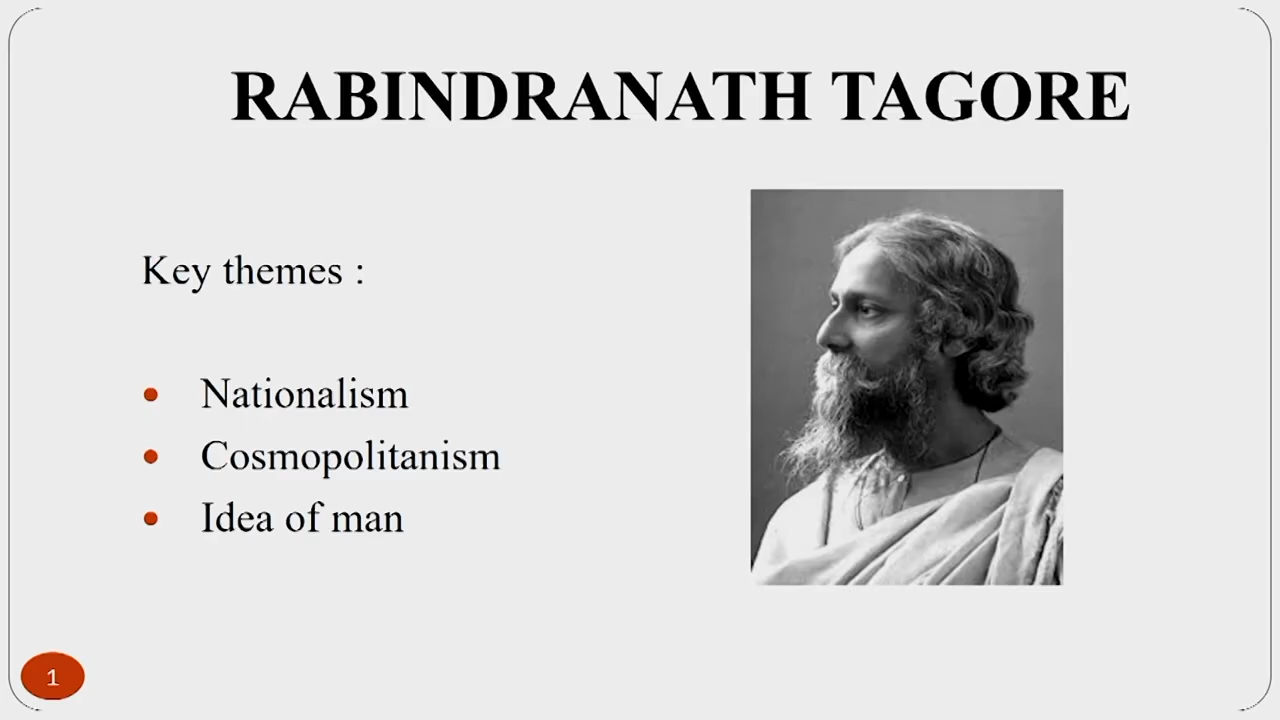 RABINDRANATH TAGORE
Key themes :
• Nationalism
• Cosmopolitanism
• Idea of man
1